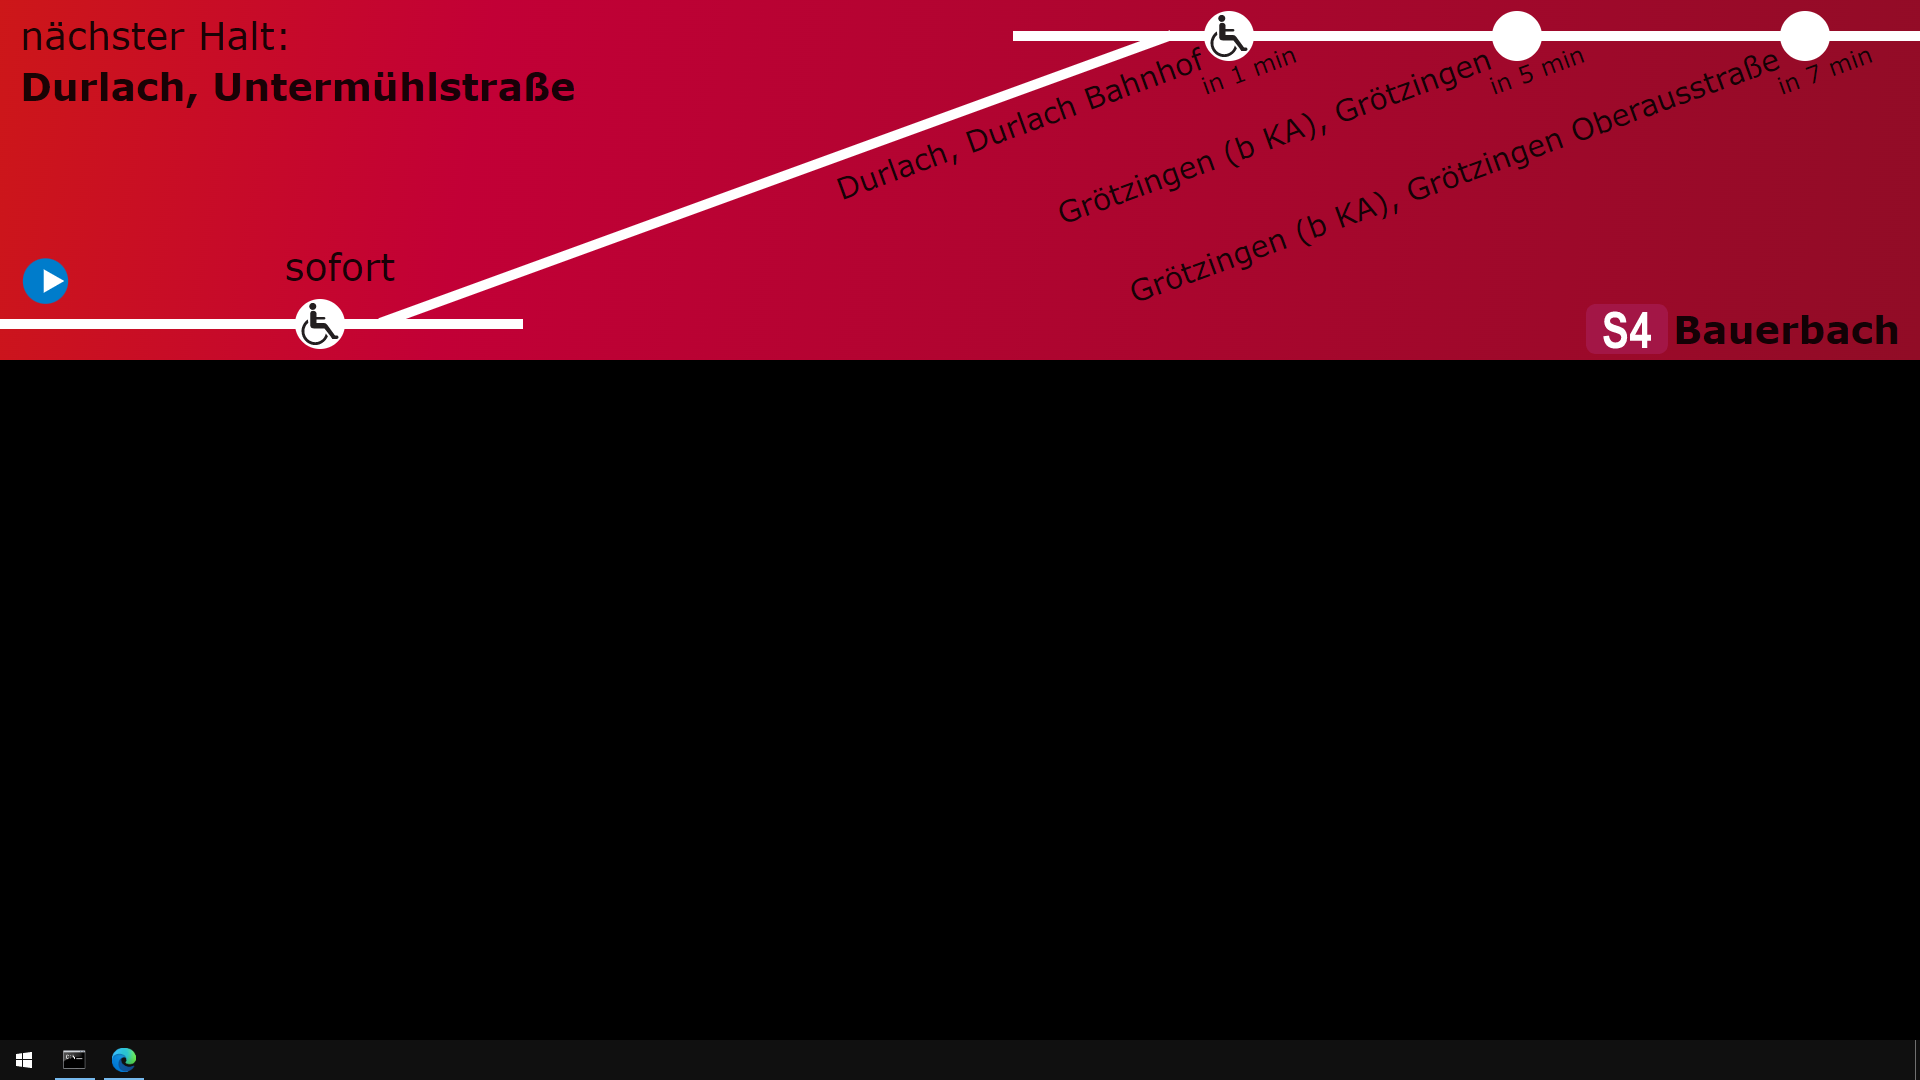 nächster Halt:
Durlach, Untermühlstraße
sofort
Durlach, Durlach Bahnhof
in 1 min
Grötzingen (b KA), Grötzingen
in 5 min
Grötzingen (b KA), Grötzingen Oberausstraße
in 7 min
S4 Bauerbach